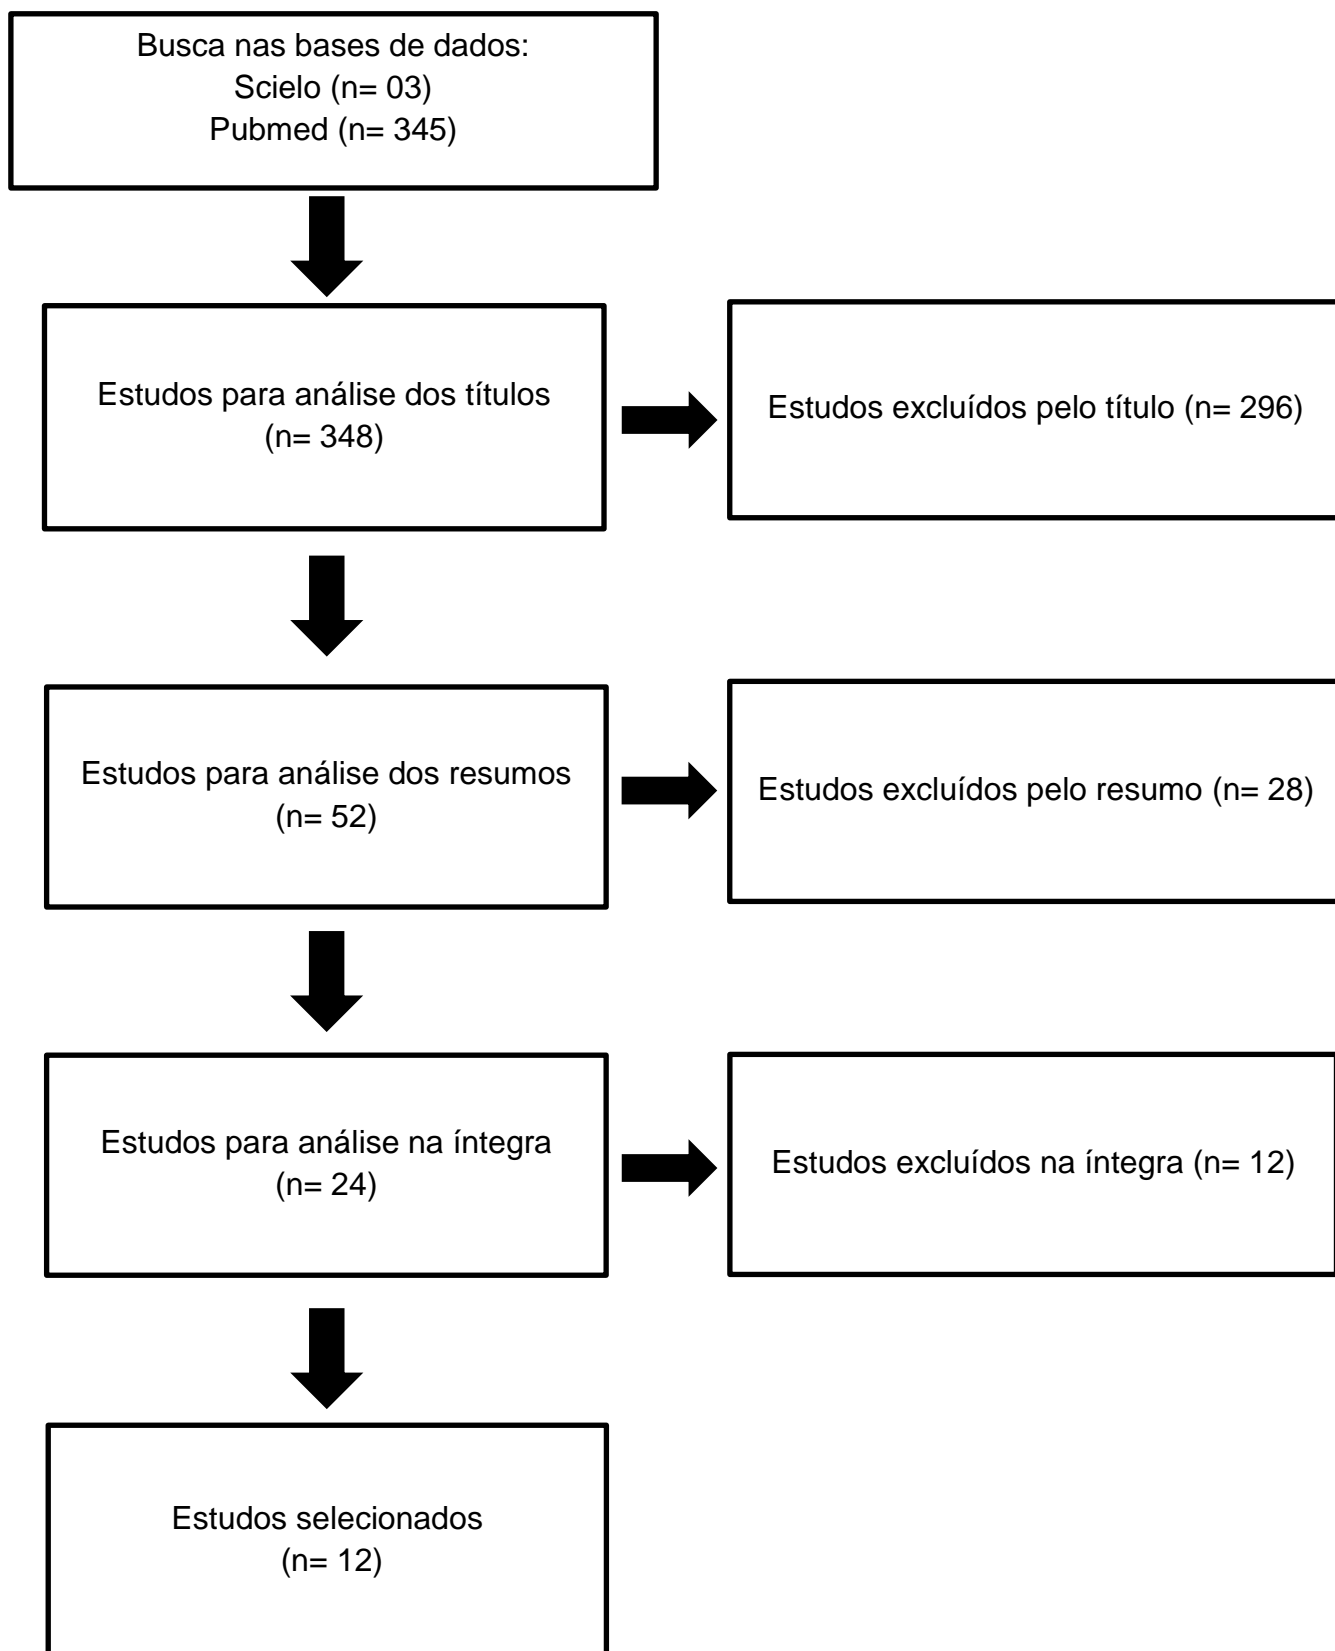 Busca nas bases de dados:
Scielo (n= 03)
Pubmed (n= 345)
Estudos para análise dos títulos
(n= 348)
Estudos excluídos pelo título (n= 296)
Estudos para análise dos resumos
(n= 52)
Estudos excluídos pelo resumo (n= 28)
Estudos para análise na íntegra
(n= 24)
Estudos excluídos na íntegra (n= 12)
Estudos selecionados
(n= 12)